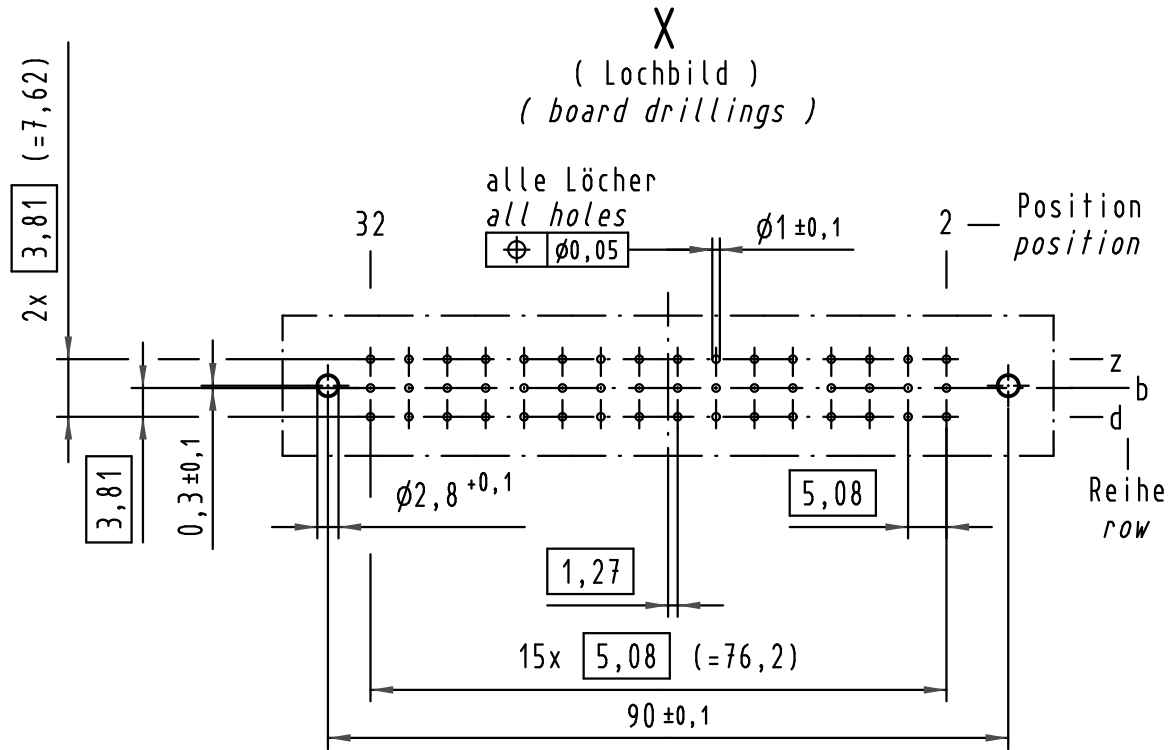 X
( Lochbild )
( board drillings )
2x 3,81 (=7,62)
alle Löcher
all holes
⌖ ⌀0,05
32
⌀1 ±0,1
2
Position
position
z
b
d
Reihe
row
3,81
0,3 ±0,1
⌀2,8 +0,1
5,08
1,27
15x 5,08 (=76,2)
90 ±0,1